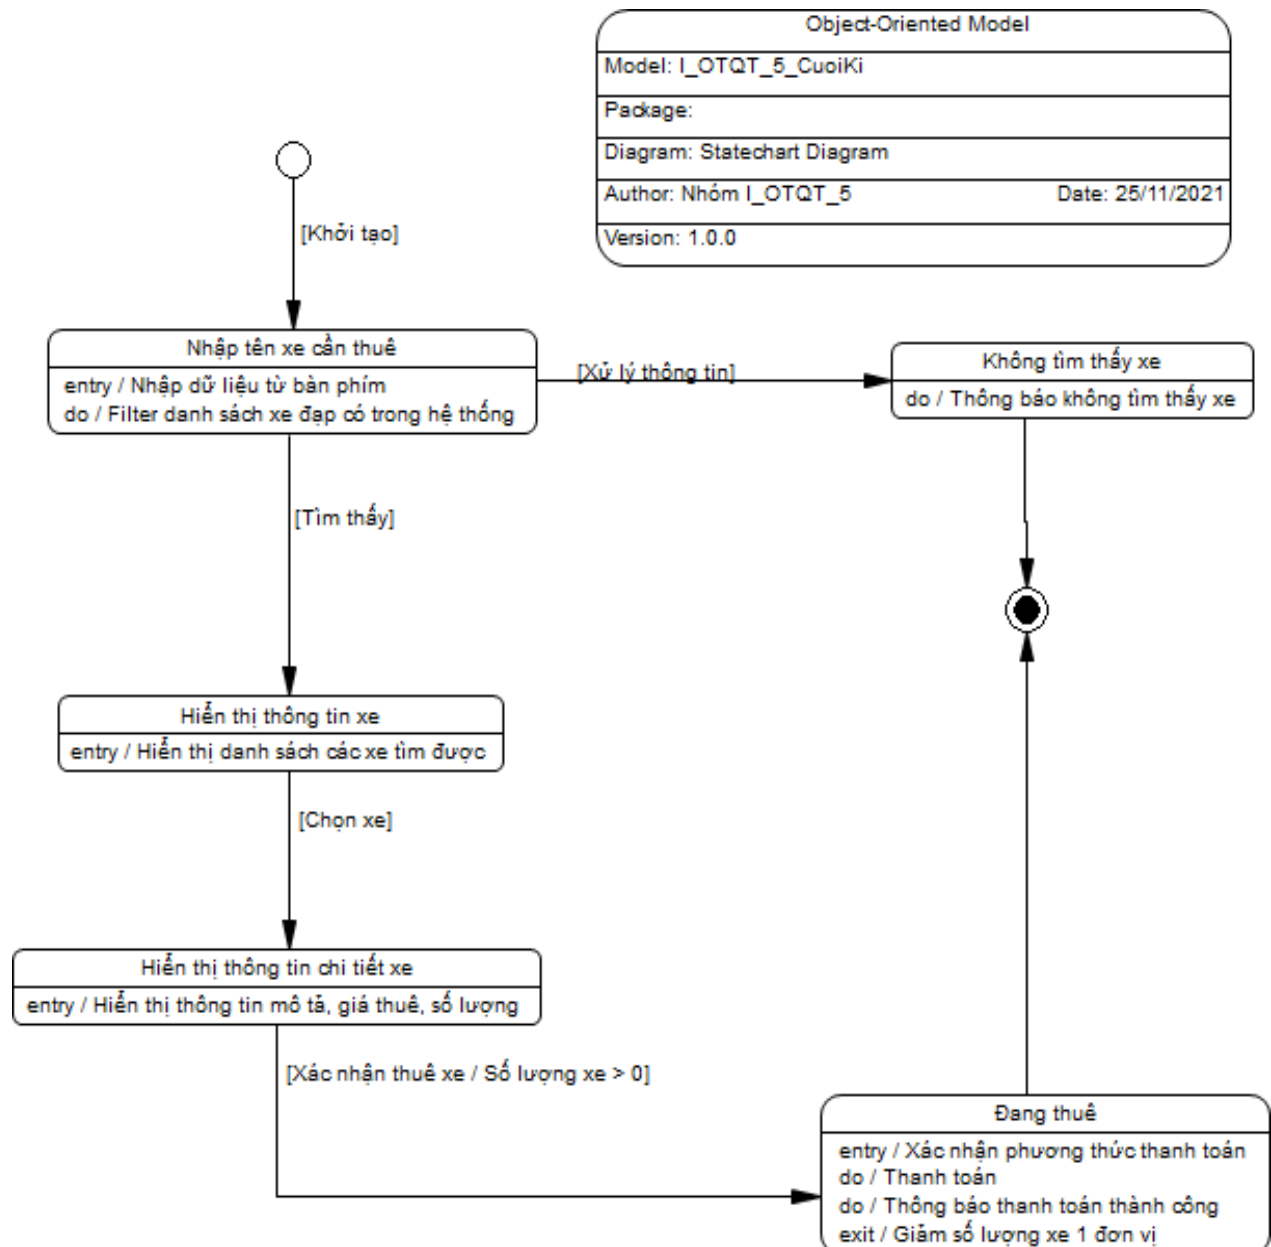 Object-Oriented Model
Model: I_OTQT_5_CuoiKi
Package:
Diagram: Statechart Diagram
Author: Nhóm I_OTQT_5 Date: 25/11/2021
Version: 1.0.0
[Khởi tạo]
Nhập tên xe cần thuê
entry / Nhập dữ liệu từ bàn phím
do / Filter danh sách xe đạp có trong hệ thống
[Xử lý thông tin]
Không tìm thấy xe
do / Thông báo không tìm thấy xe
[Tìm thấy]
Hiển thị thông tin xe
entry / Hiển thị danh sách các xe tìm được
[Chọn xe]
Hiển thị thông tin chi tiết xe
entry / Hiển thị thông tin mô tả, giá thuê, số lượng
[Xác nhận thuê xe / Số lượng xe > 0]
Đang thuê
entry / Xác nhận phương thức thanh toán
do / Thanh toán
do / Thông báo thanh toán thành công
exit / Giảm số lượng xe 1 đơn vị